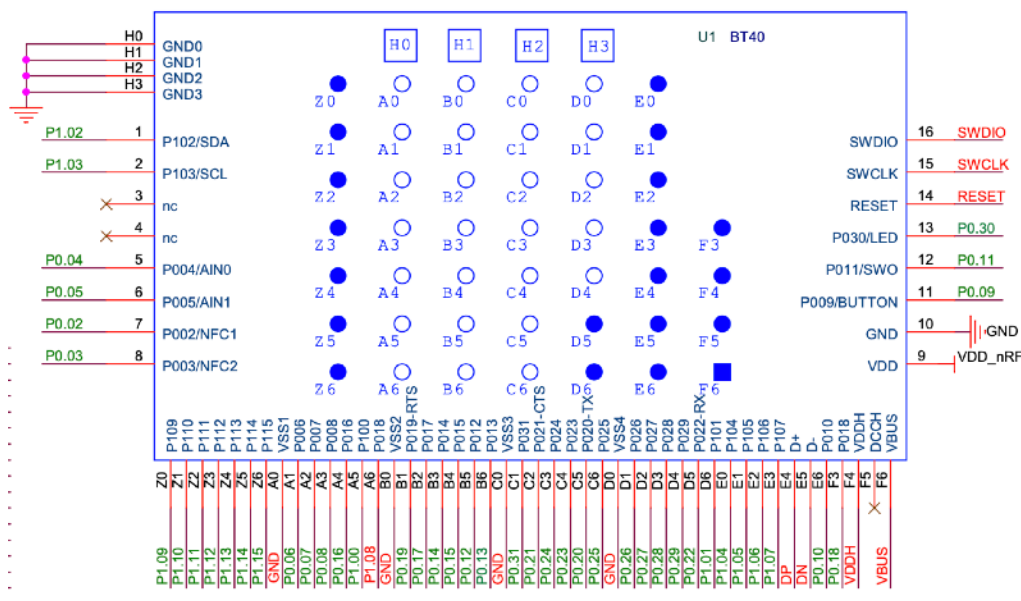 U1 BT40
H0 GND0
H1 GND1
H2 GND2
H3 GND3
H0 H1 H2 H3
Z0 A0 B0 C0 D0 E0
P1.02 1 P102/SDA
Z1 A1 B1 C1 D1 E1
SWDIO 16 SWDIO
P1.03 2 P103/SCL
SWCLK 15 SWCLK
3 nc
Z2 A2 B2 C2 D2 E2
RESET 14 RESET
4 nc
Z3 A3 B3 C3 D3 E3 F3
P030/LED 13 P0.30
P0.04 5 P004/AIN0
P011/SWO 12 P0.11
P0.05 6 P005/AIN1
Z4 A4 B4 C4 D4 E4 F4
P009/BUTTON 11 P0.09
P0.02 7 P002/NFC1
Z5 A5 B5 C5 D5 E5 F5
GND 10 GND
P0.03 8 P003/NFC2
VDD 9 VDD_nRF
Z6 A6 B6 C6 D6 E6 F6
P109 P110 P111 P112 P113 P114 P115 VSS1 P006 P007 P008 P016 P100 P018 VSS2 P019-RTS P017 P014 P015 P012 P013 VSS3 P031 P021-CTS P024 P023 P020-TX P025 VSS4 P026 P027 P028 P029 P022-RX P101 P104 P105 P106 P107 D+ D- P010 P018 VDDH DCCH VBUS
Z0 Z1 Z2 Z3 Z4 Z5 Z6 A0 A1 A2 A3 A4 A5 A6 B0 B1 B2 B3 B4 B5 B6 C0 C1 C2 C3 C4 C5 C6 D0 D1 D2 D3 D4 D5 D6 E0 E1 E2 E3 E4 E5 E6 F3 F4 F5 F6
P1.09 P1.10 P1.11 P1.12 P1.13 P1.14 P1.15 GND P0.06 P0.07 P0.08 P0.16 P1.00 P1.08 GND P0.19 P0.17 P0.14 P0.15 P0.12 P0.13 GND P0.31 P0.21 P0.24 P0.23 P0.20 P0.25 GND P0.26 P0.27 P0.28 P0.29 P0.22 P1.01 P1.04 P1.05 P1.06 P1.07 DP DN P0.10 P0.18 VDDH VBUS